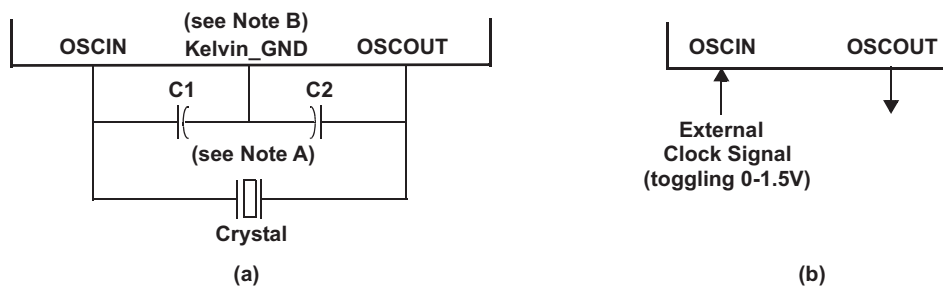 (see Note B)
OSCIN Kelvin_GND OSCOUT
C1 C2
(see Note A)
Crystal
(a)
OSCIN OSCOUT
External
Clock Signal
(toggling 0-1.5V)
(b)